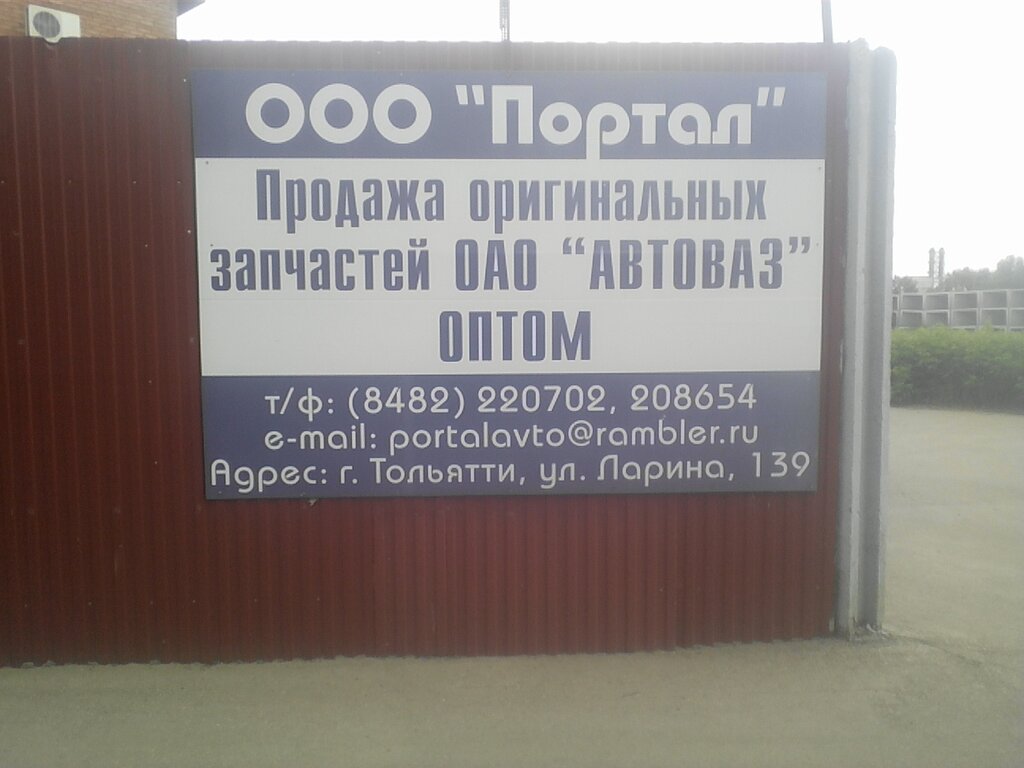 ООО "Портал"
Продажа оригинальных
запчастей ОАО “АВТОВАЗ”
ОПТОМ
т/ф: (8482) 220702, 208654
e-mail: portalavto@rambler.ru
Адрес: г. Тольятти, ул. Ларина, 139